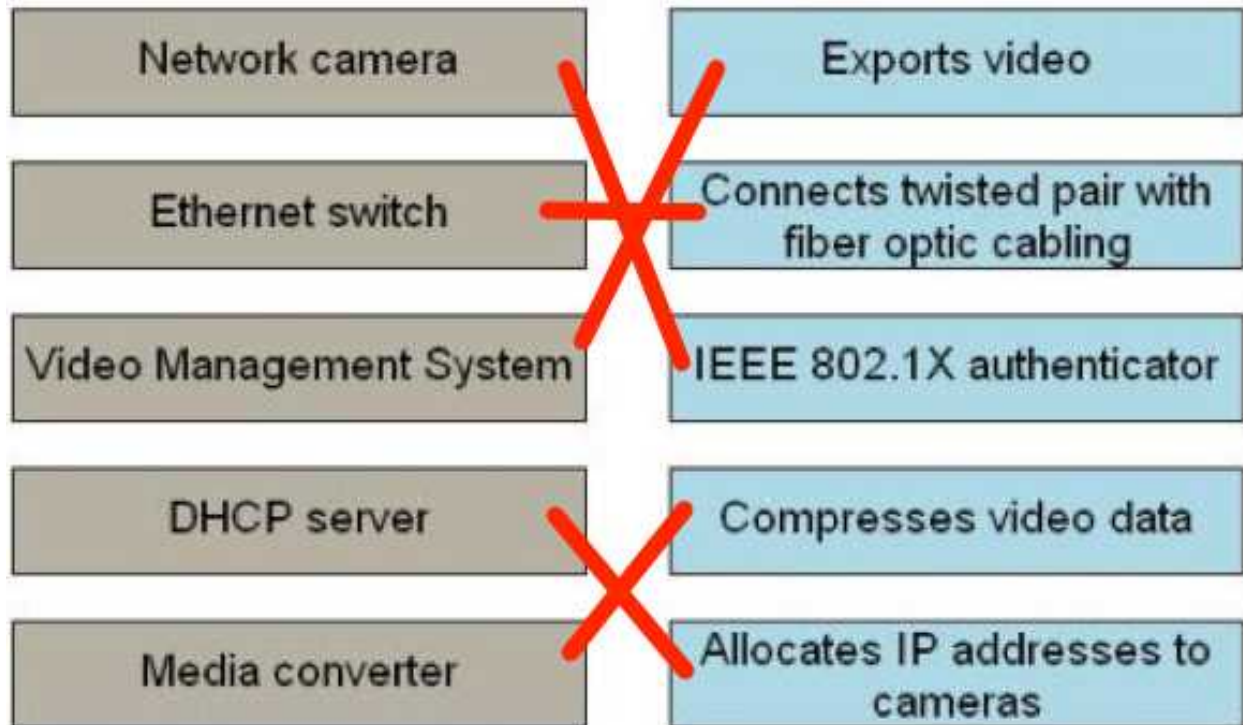 Network camera
Exports video
Ethernet switch
Connects twisted pair with
fiber optic cabling
Video Management System
IEEE 802.1X authenticator
DHCP server
Compresses video data
Media converter
Allocates IP addresses to
cameras